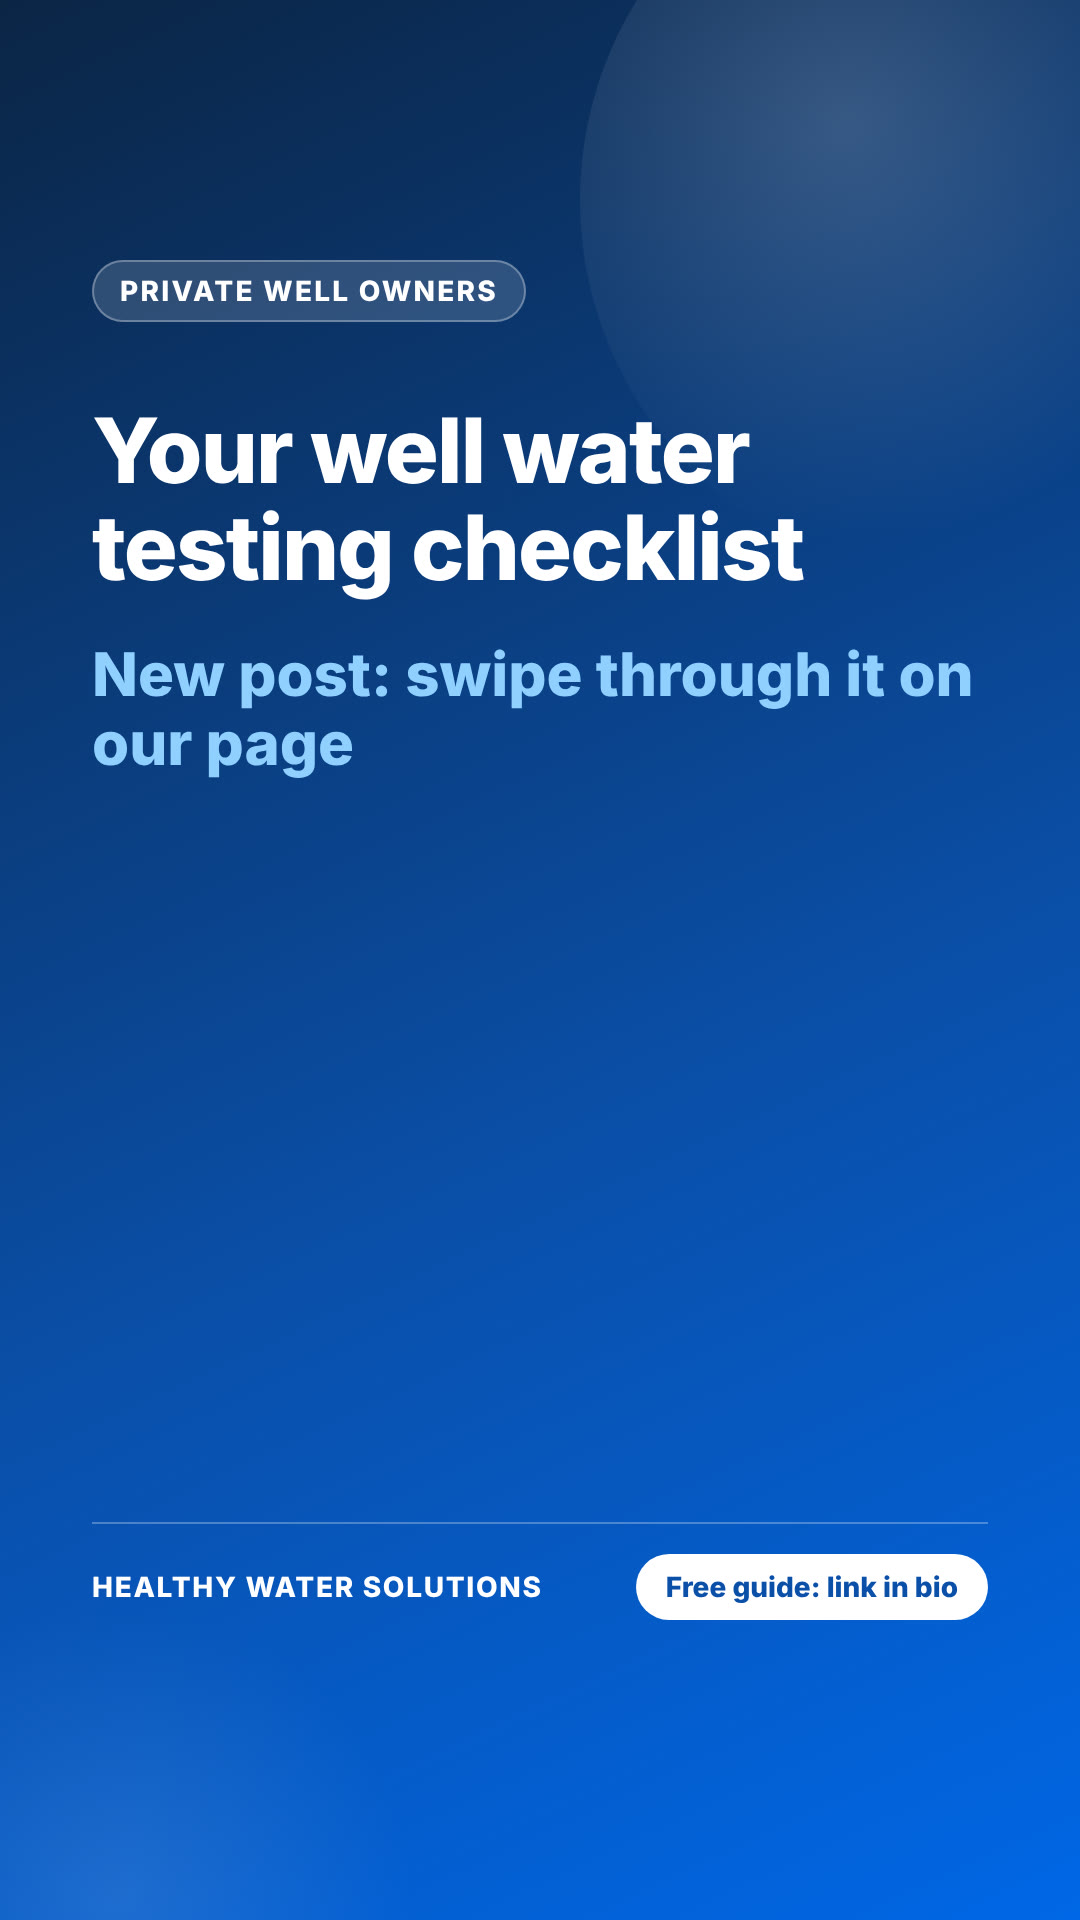 PRIVATE WELL OWNERS
Your well water
testing checklist
New post: swipe through it on
our page
HEALTHY WATER SOLUTIONS
Free guide: link in bio